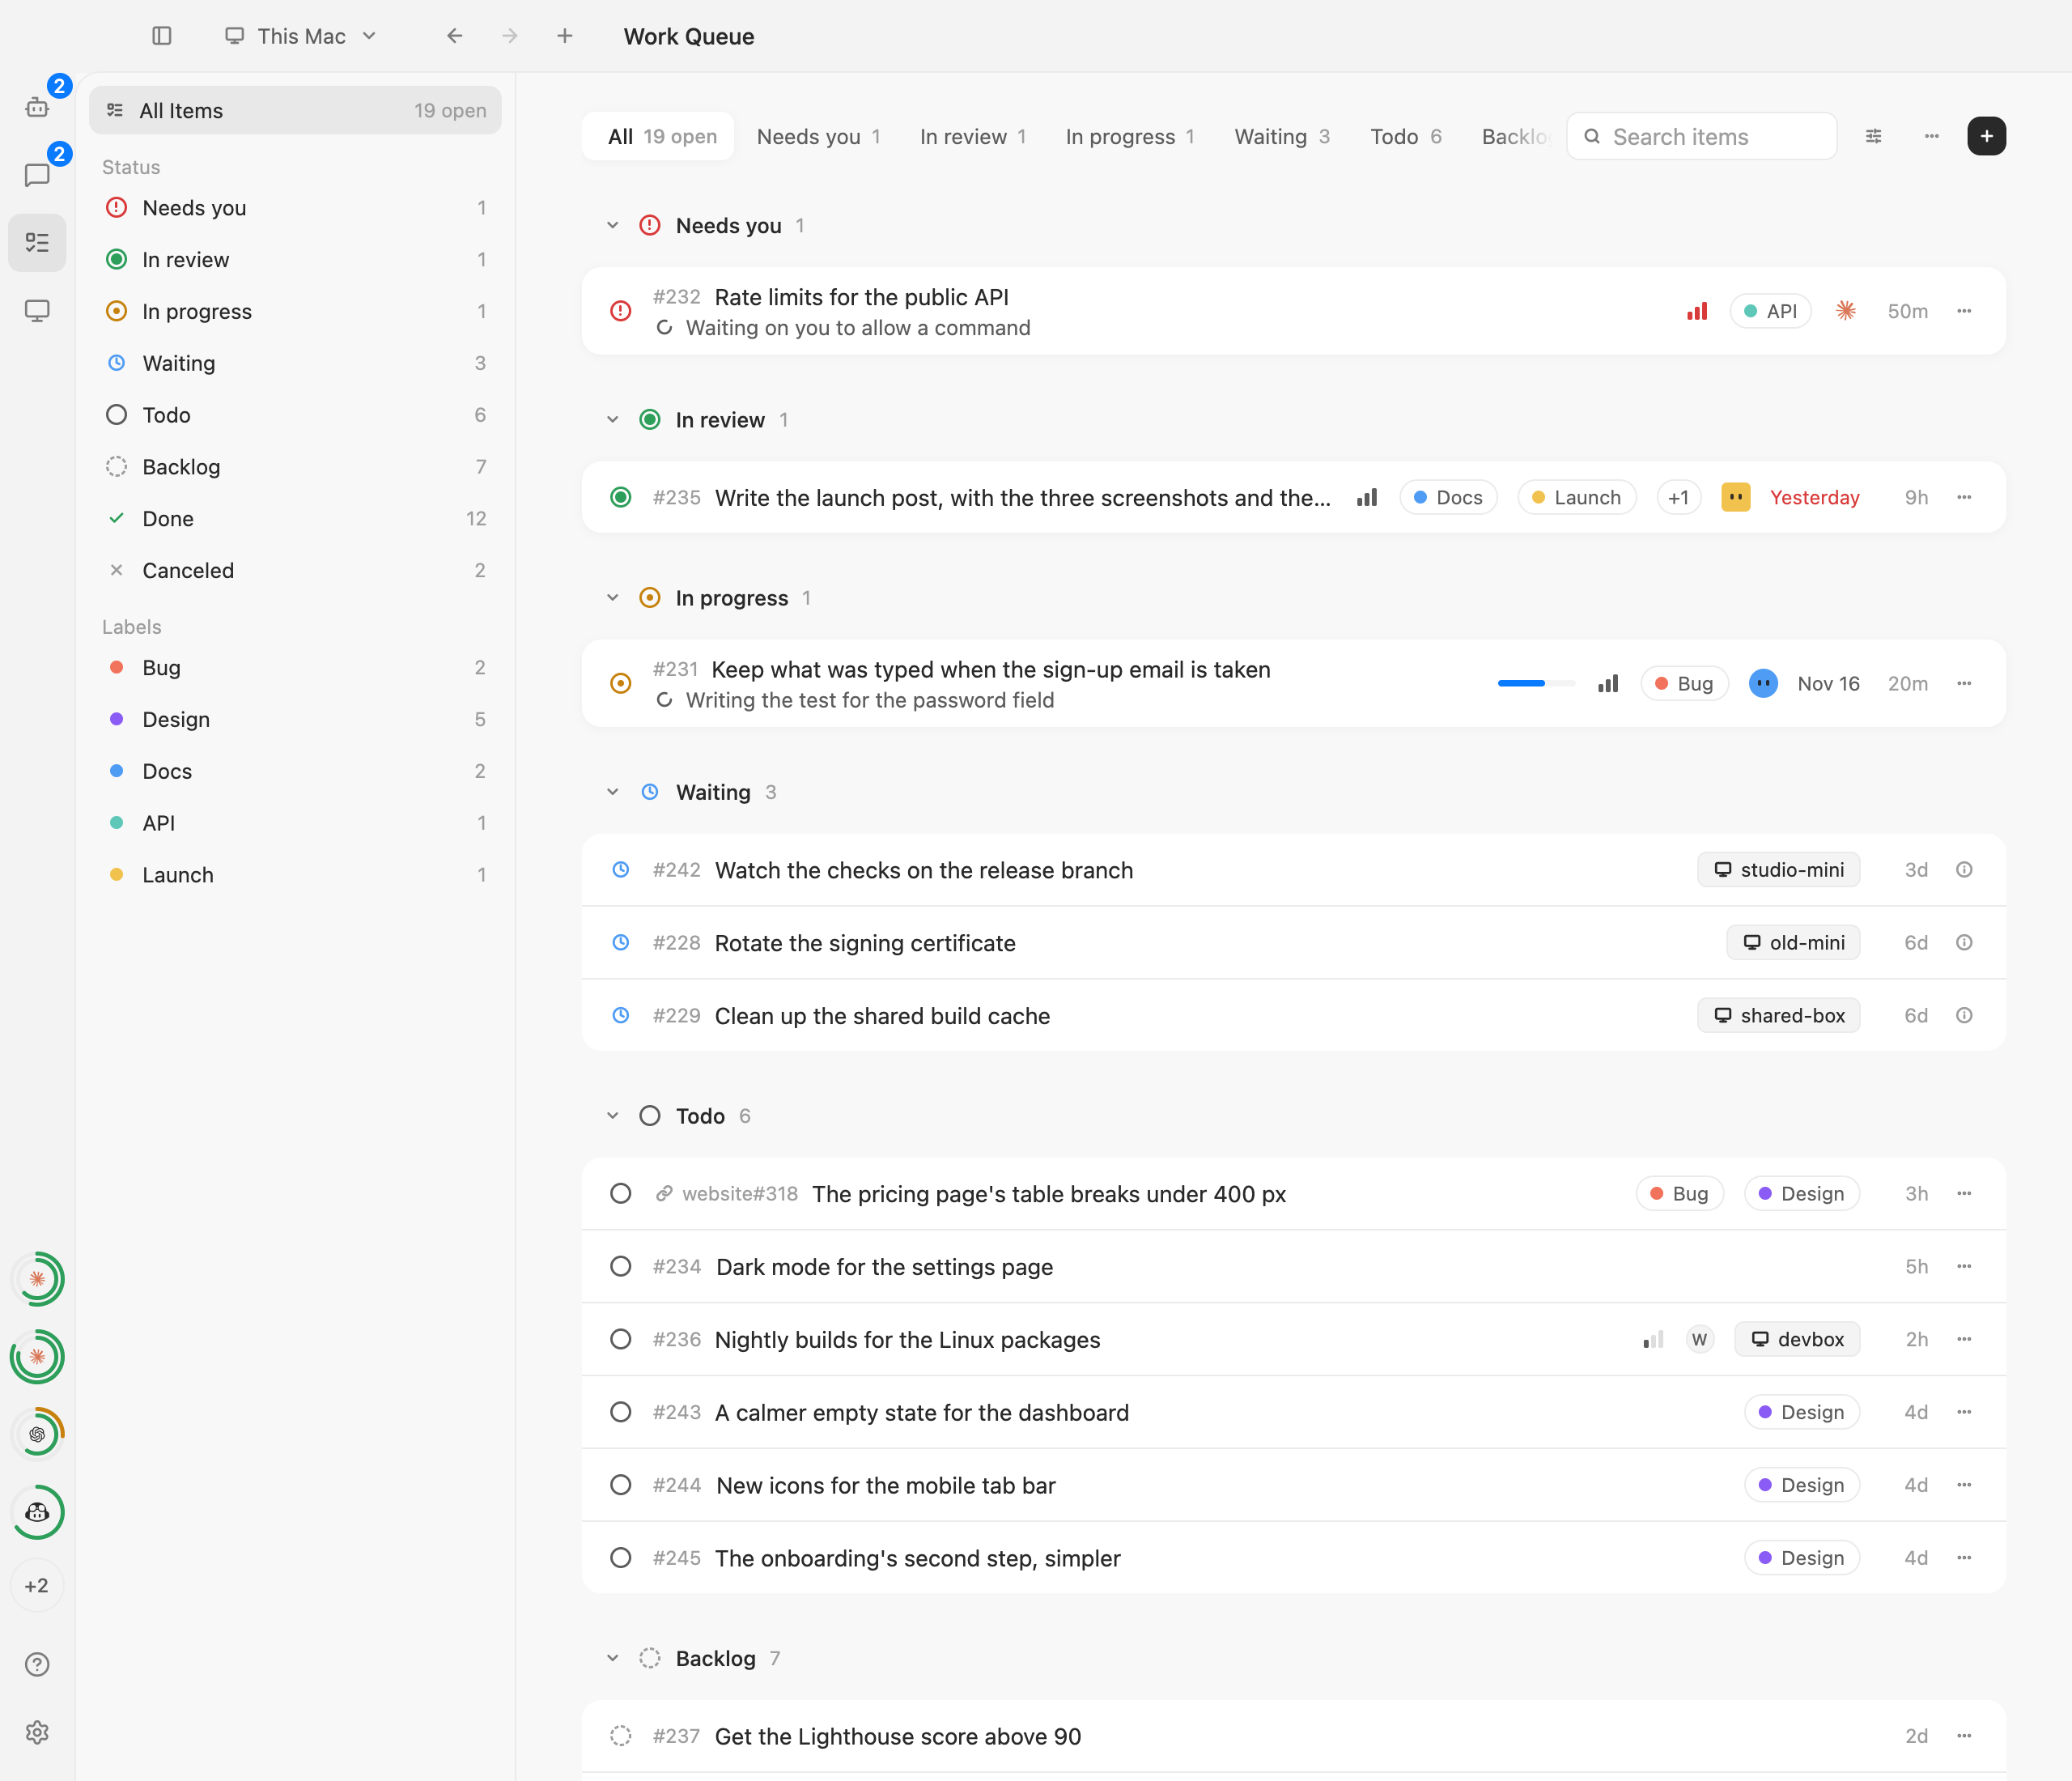 This Mac
Work Queue
2
2
+2
All Items 19 open
Status
Needs you 1
In review 1
In progress 1
Waiting 3
Todo 6
Backlog 7
Done 12
Canceled 2
Labels
Bug 2
Design 5
Docs 2
API 1
Launch 1
All 19 open Needs you 1 In review 1 In progress 1 Waiting 3 Todo 6 Backlo Search items
Needs you 1
#232 Rate limits for the public API
Waiting on you to allow a command
API 50m
In review 1
#235 Write the launch post, with the three screenshots and the... Docs Launch +1 Yesterday 9h
In progress 1
#231 Keep what was typed when the sign-up email is taken
Writing the test for the password field
Bug Nov 16 20m
Waiting 3
#242 Watch the checks on the release branch studio-mini 3d
#228 Rotate the signing certificate old-mini 6d
#229 Clean up the shared build cache shared-box 6d
Todo 6
website#318 The pricing page's table breaks under 400 px Bug Design 3h
#234 Dark mode for the settings page 5h
#236 Nightly builds for the Linux packages W devbox 2h
#243 A calmer empty state for the dashboard Design 4d
#244 New icons for the mobile tab bar Design 4d
#245 The onboarding's second step, simpler Design 4d
Backlog 7
#237 Get the Lighthouse score above 90 2d